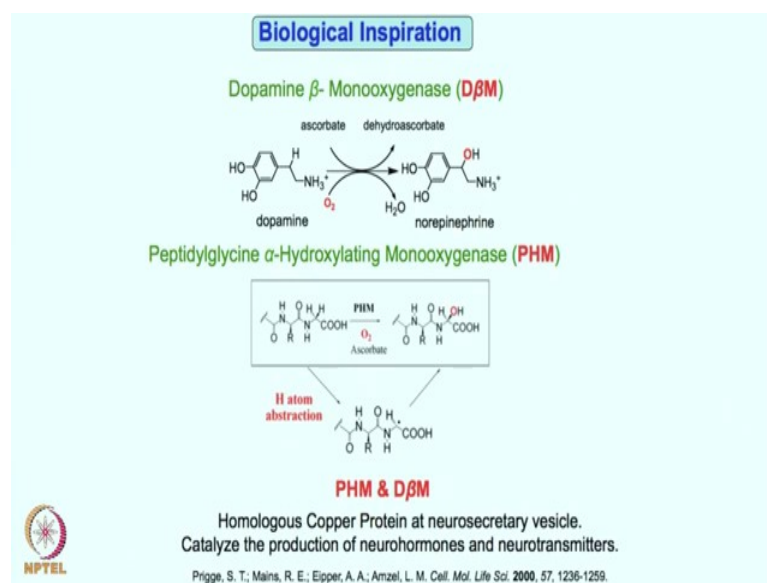 Biological Inspiration
Dopamine β- Monooxygenase (DβM)
ascorbate dehydroascorbate
H
OH
HO
NH₃⁺
HO
NH₃⁺
HO
O₂
H₂O
HO
dopamine
norepinephrine
Peptidylglycine α-Hydroxylating Monooxygenase (PHM)
H O H H
N
N COOH
O R H
PHM
O₂
Ascorbate
H O H OH
N
N COOH
O R H
H atom
abstraction
H O H
N
N COOH
O R H
PHM & DβM
Homologous Copper Protein at neurosecretary vesicle.
Catalyze the production of neurohormones and neurotransmitters.
NPTEL
Prigge, S. T.; Mains, R. E.; Eipper, A. A.; Amzel, L. M. Cell. Mol. Life Sci. 2000, 57, 1236-1259.